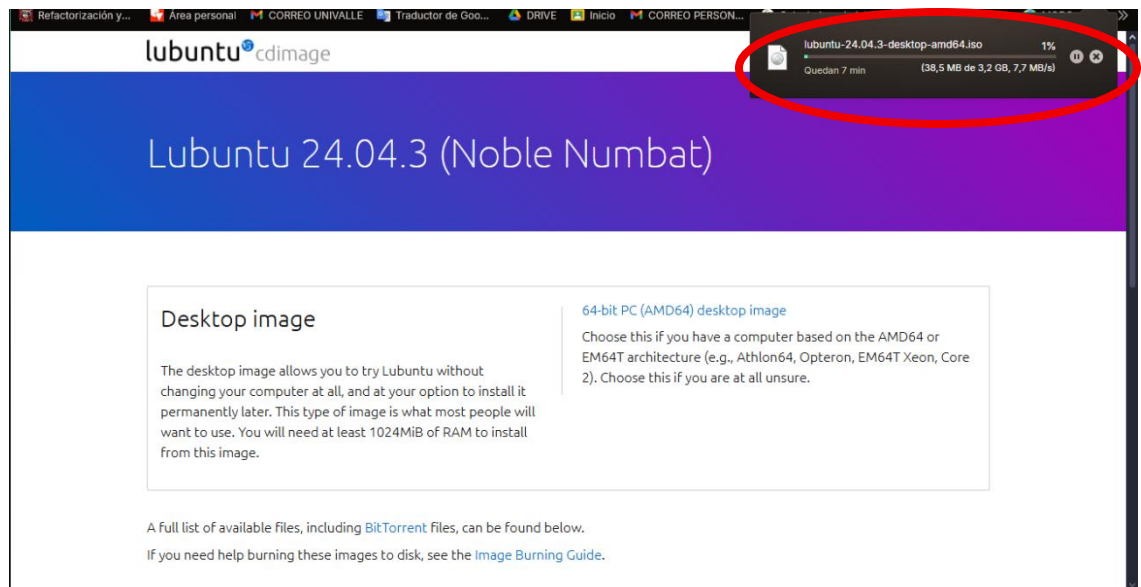 Refactorización y... Área personal CORREO UNIVALLE Traductor de Goo... DRIVE Inicio CORREO PERSON...
lubuntu cdimage
lubuntu-24.04.3-desktop-amd64.iso 1%
Quedan 7 min (38,5 MB de 3,2 GB, 7,7 MB/s)
Lubuntu 24.04.3 (Noble Numbat)
Desktop image
The desktop image allows you to try Lubuntu without
changing your computer at all, and at your option to install it
permanently later. This type of image is what most people will
want to use. You will need at least 1024MiB of RAM to install
from this image.
64-bit PC (AMD64) desktop image
Choose this if you have a computer based on the AMD64 or
EM64T architecture (e.g., Athlon64, Opteron, EM64T Xeon, Core
2). Choose this if you are at all unsure.
A full list of available files, including BitTorrent files, can be found below.
If you need help burning these images to disk, see the Image Burning Guide.